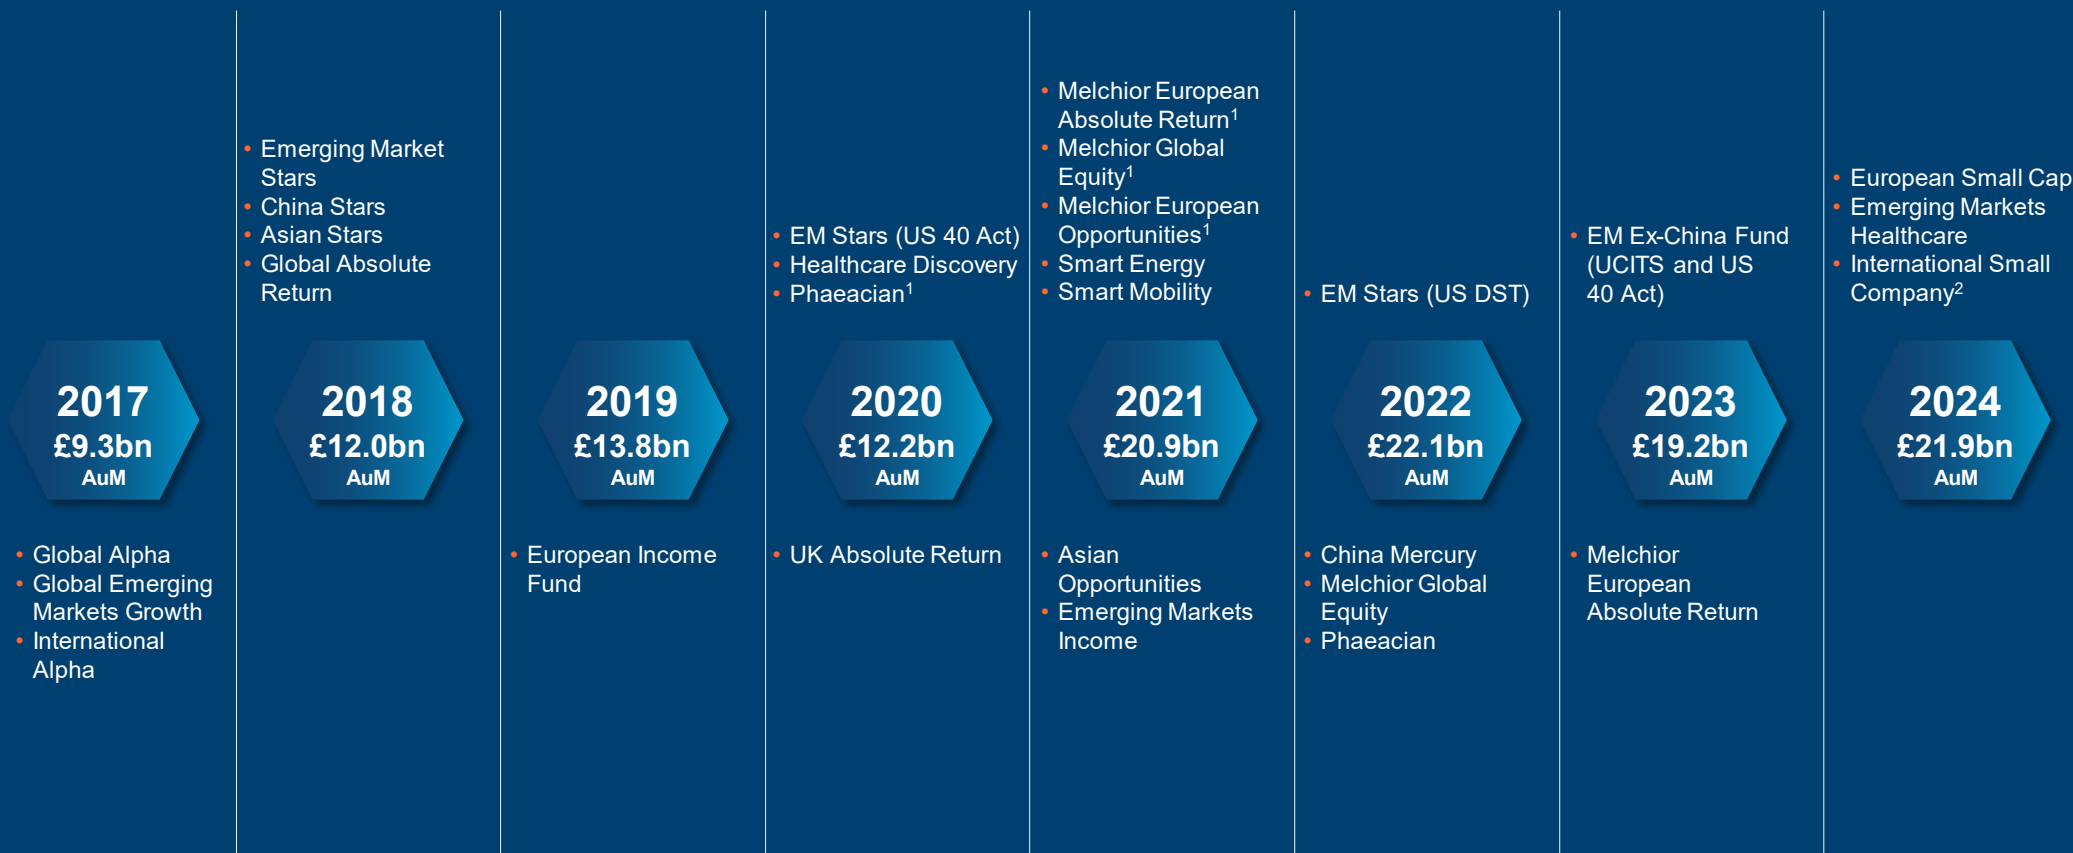 • Emerging Market
Stars
• China Stars
• Asian Stars
• Global Absolute
Return
• EM Stars (US 40 Act)
• Healthcare Discovery
• Phaeacian¹
• Melchior European
Absolute Return¹
• Melchior Global
Equity¹
• Melchior European
Opportunities¹
• Smart Energy
• Smart Mobility
• EM Stars (US DST)
• EM Ex-China Fund
(UCITS and US
40 Act)
• European Small Cap
• Emerging Markets
Healthcare
• International Small
Company²
2017
£9.3bn
AuM
2018
£12.0bn
AuM
2019
£13.8bn
AuM
2020
£12.2bn
AuM
2021
£20.9bn
AuM
2022
£22.1bn
AuM
2023
£19.2bn
AuM
2024
£21.9bn
AuM
• Global Alpha
• Global Emerging
Markets Growth
• International
Alpha
• European Income
Fund
• UK Absolute Return
• Asian
Opportunities
• Emerging Markets
Income
• China Mercury
• Melchior Global
Equity
• Phaeacian
• Melchior
European
Absolute Return